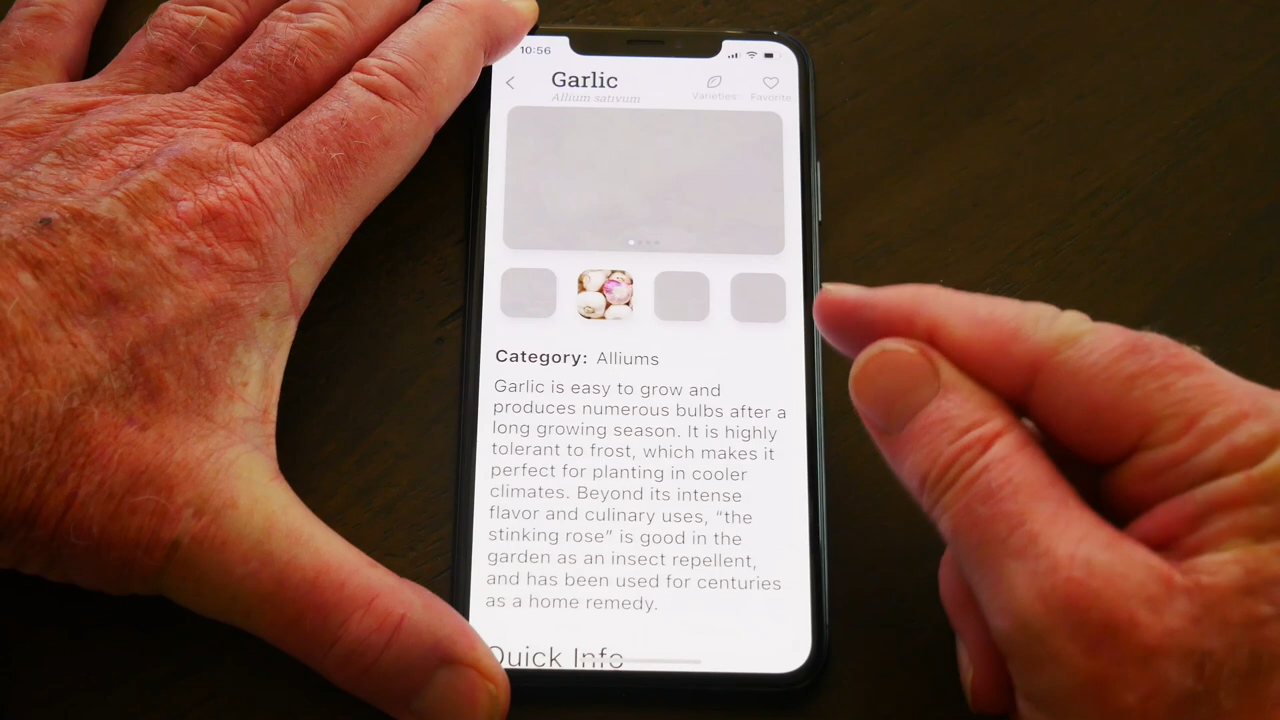 10:56
Garlic
Allium sativum
Varieties
Favorite
Category: Alliums
Garlic is easy to grow and
produces numerous bulbs after a
long growing season. It is highly
tolerant to frost, which makes it
perfect for planting in cooler
climates. Beyond its intense
flavor and culinary uses, “the
stinking rose” is good in the
garden as an insect repellent,
and has been used for centuries
as a home remedy.
Quick Info